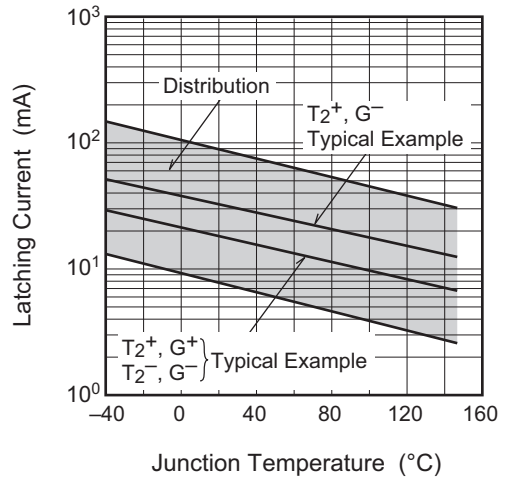 10³
Distribution
T2+, G–
Typical Example
10²
Latching Current (mA)
10¹
T2+, G+
T2–, G–
} Typical Example
10⁰
–40 0 40 80 120 160
Junction Temperature (°C)